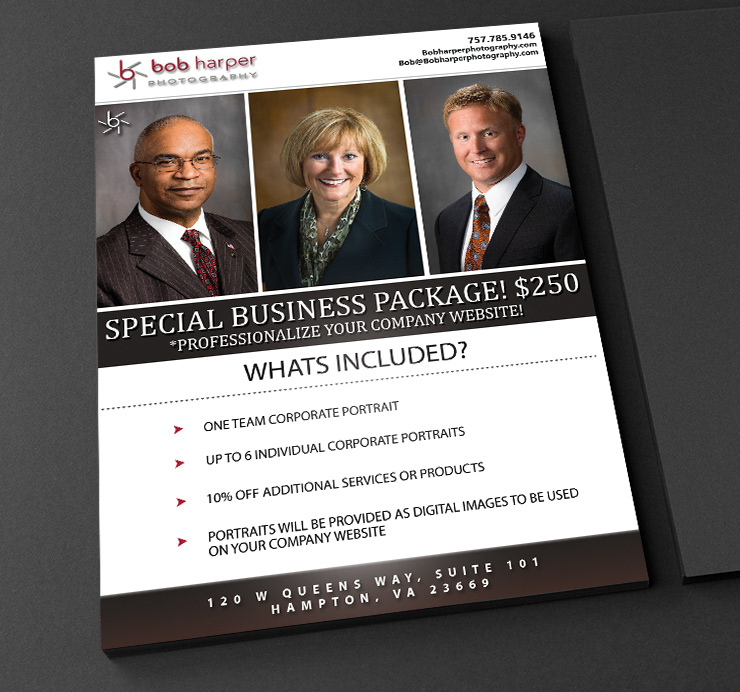 bob harper
PHOTOGRAPHY
757.785.9146
Bobharperphotography.com
Bob@Bobharperphotography.com
SPECIAL BUSINESS PACKAGE! $250
*PROFESSIONALIZE YOUR COMPANY WEBSITE!
WHATS INCLUDED?
ONE TEAM CORPORATE PORTRAIT
UP TO 6 INDIVIDUAL CORPORATE PORTRAITS
10% OFF ADDITIONAL SERVICES OR PRODUCTS
PORTRAITS WILL BE PROVIDED AS DIGITAL IMAGES TO BE USED
ON YOUR COMPANY WEBSITE
120 W QUEENS WAY, SUITE 101
HAMPTON, VA 23669